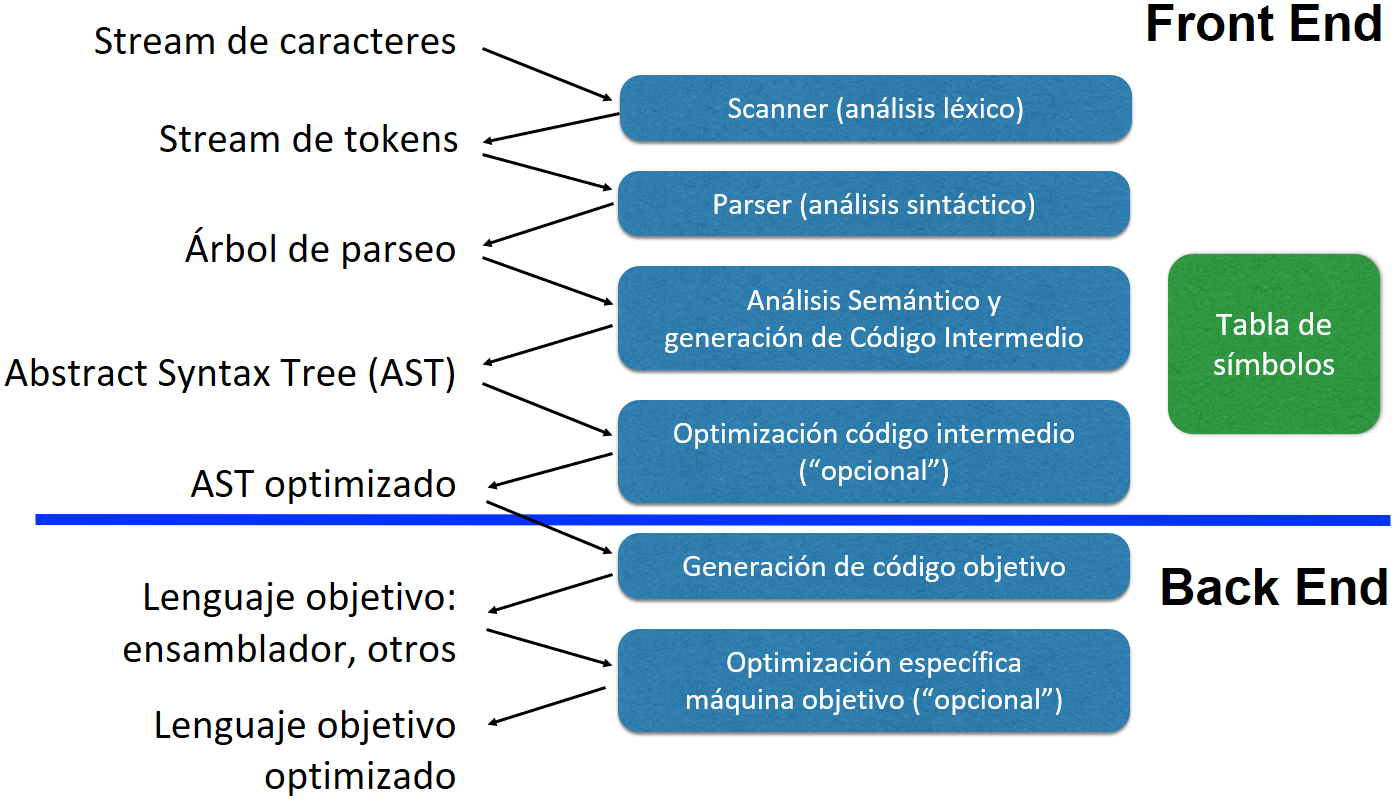 Front End
Stream de caracteres
Scanner (análisis léxico)
Stream de tokens
Parser (análisis sintáctico)
Árbol de parseo
Análisis Semántico y
generación de Código Intermedio
Tabla de
símbolos
Abstract Syntax Tree (AST)
Optimización código intermedio
(“opcional”)
AST optimizado
Generación de código objetivo
Back End
Lenguaje objetivo:
ensamblador, otros
Optimización específica
máquina objetivo (“opcional”)
Lenguaje objetivo
optimizado